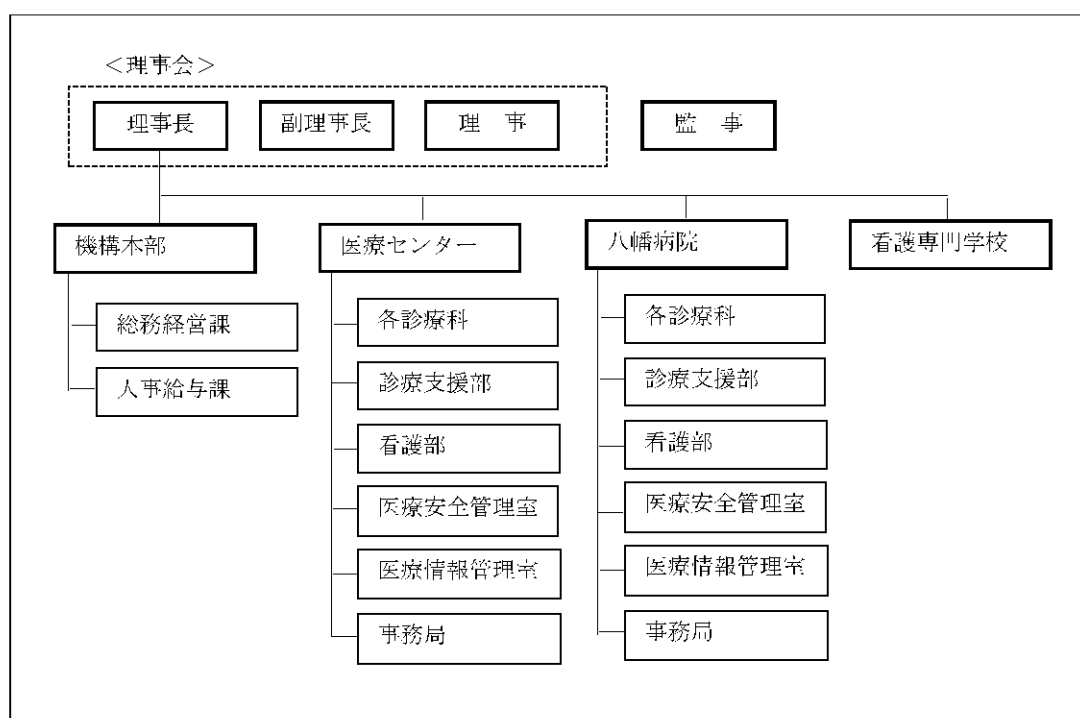 ＜理事会＞
理事長
副理事長
理　事
監　事
機構本部
総務経営課
人事給与課
医療センター
各診療科
診療支援部
看護部
医療安全管理室
医療情報管理室
事務局
八幡病院
各診療科
診療支援部
看護部
医療安全管理室
医療情報管理室
事務局
看護専門学校